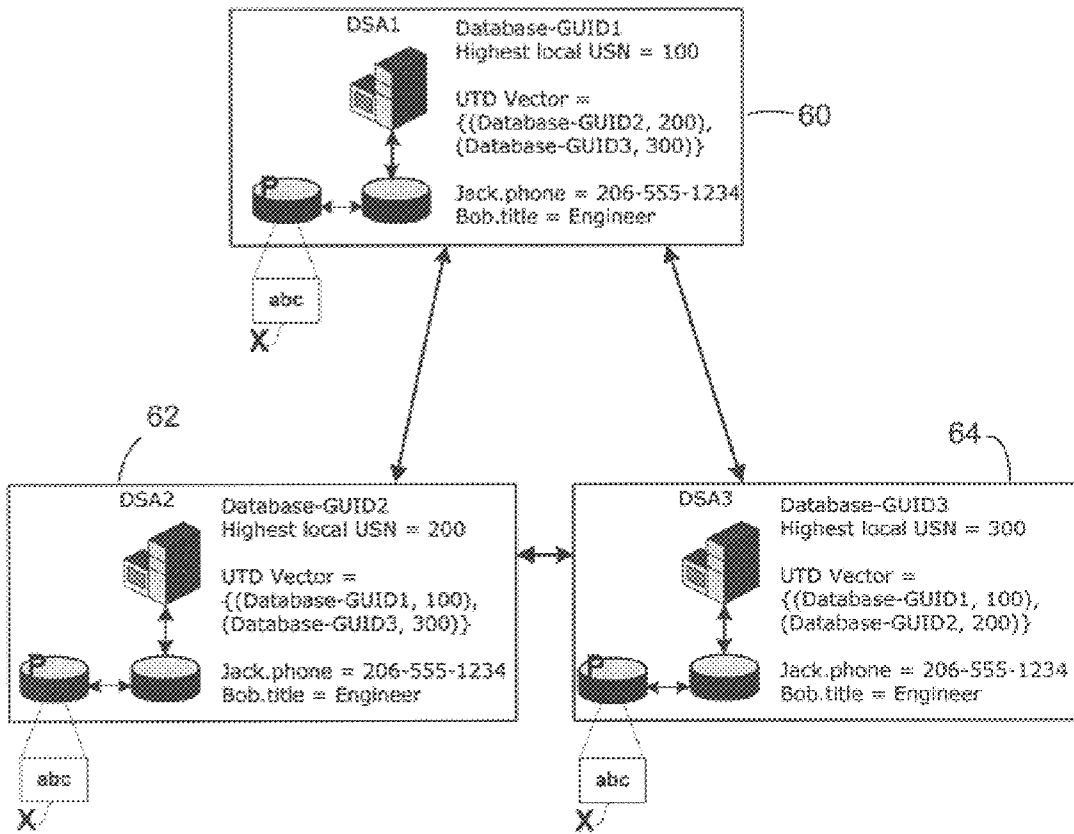 DSA1
Database-GUID1
Highest local USN = 100
UTD Vector =
{(Database-GUID2, 200),
(Database-GUID3, 300)}
Jack.phone = 206-555-1234
Bob.title = Engineer
P
abc
X
60
62
DSA2
Database-GUID2
Highest local USN = 200
UTD Vector =
{(Database-GUID1, 100),
(Database-GUID3, 300)}
Jack.phone = 206-555-1234
Bob.title = Engineer
P
abc
X
64
DSA3
Database-GUID3
Highest local USN = 300
UTD Vector =
{(Database-GUID1, 100),
(Database-GUID2, 200)}
Jack.phone = 206-555-1234
Bob.title = Engineer
P
abc
X